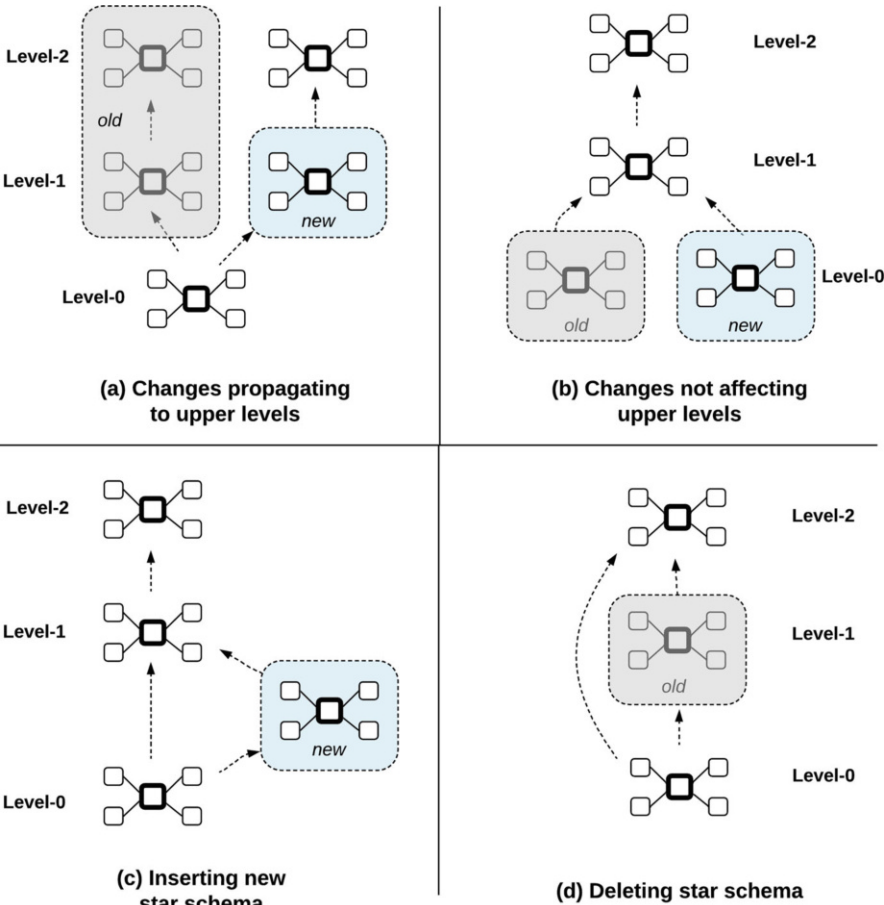 Level-2
old
Level-1
new
Level-0
(a) Changes propagating
to upper levels
Level-2
Level-1
Level-0
old
new
(b) Changes not affecting
upper levels
Level-2
Level-1
new
Level-0
(c) Inserting new
star schema
Level-2
Level-1
old
Level-0
(d) Deleting star schema